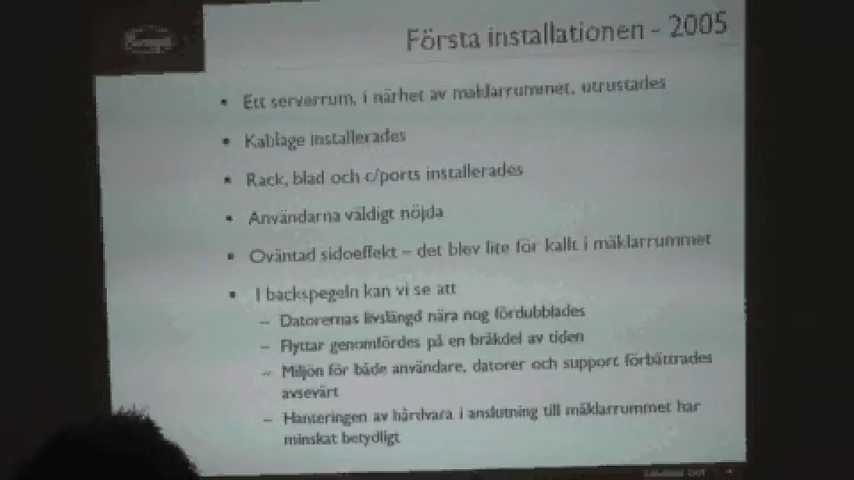 Första installationen - 2005
• Ett serverrum, i närhet av mäklarrummet, utrustades
• Kablage installerades
• Rack, blad och c/ports installerades
• Användarna väldigt nöjda
• Oväntad sidoeffekt – det blev lite för kallt i mäklarrummet
• I backspegeln kan vi se att
– Datorernas livslängd nära nog fördubblades
– Flyttar genomfördes på en bråkdel av tiden
– Miljön för både användare, datorer och support förbättrades
avsevärt
– Hanteringen av hårdvara i anslutning till mäklarrummet har
minskat betydligt